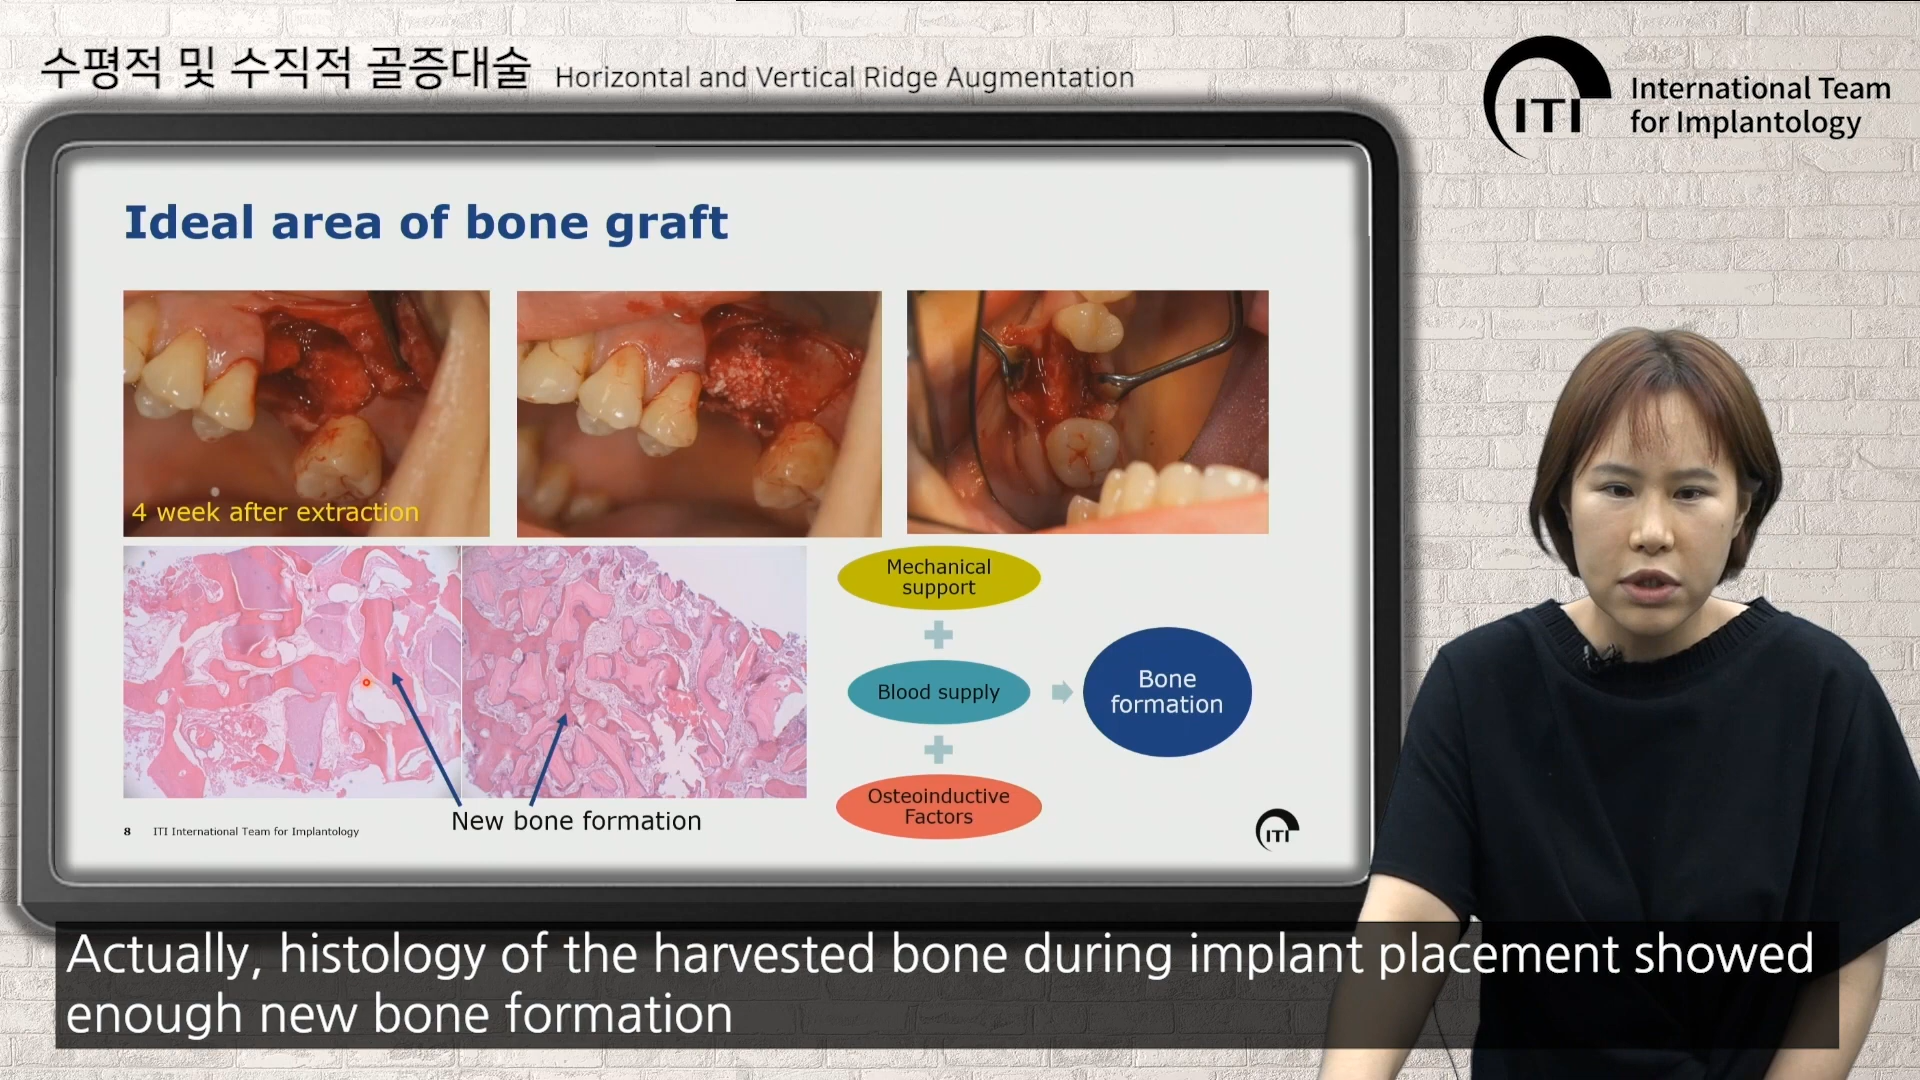 수평적 및 수직적 골증대술 Horizontal and Vertical Ridge Augmentation
ITI International Team
for Implantology
Ideal area of bone graft
4 week after extraction
Mechanical
support
Blood supply
Osteoinductive
Factors
Bone
formation
New bone formation
8 ITI International Team for Implantology
ITI
Actually, histology of the harvested bone during implant placement showed
enough new bone formation